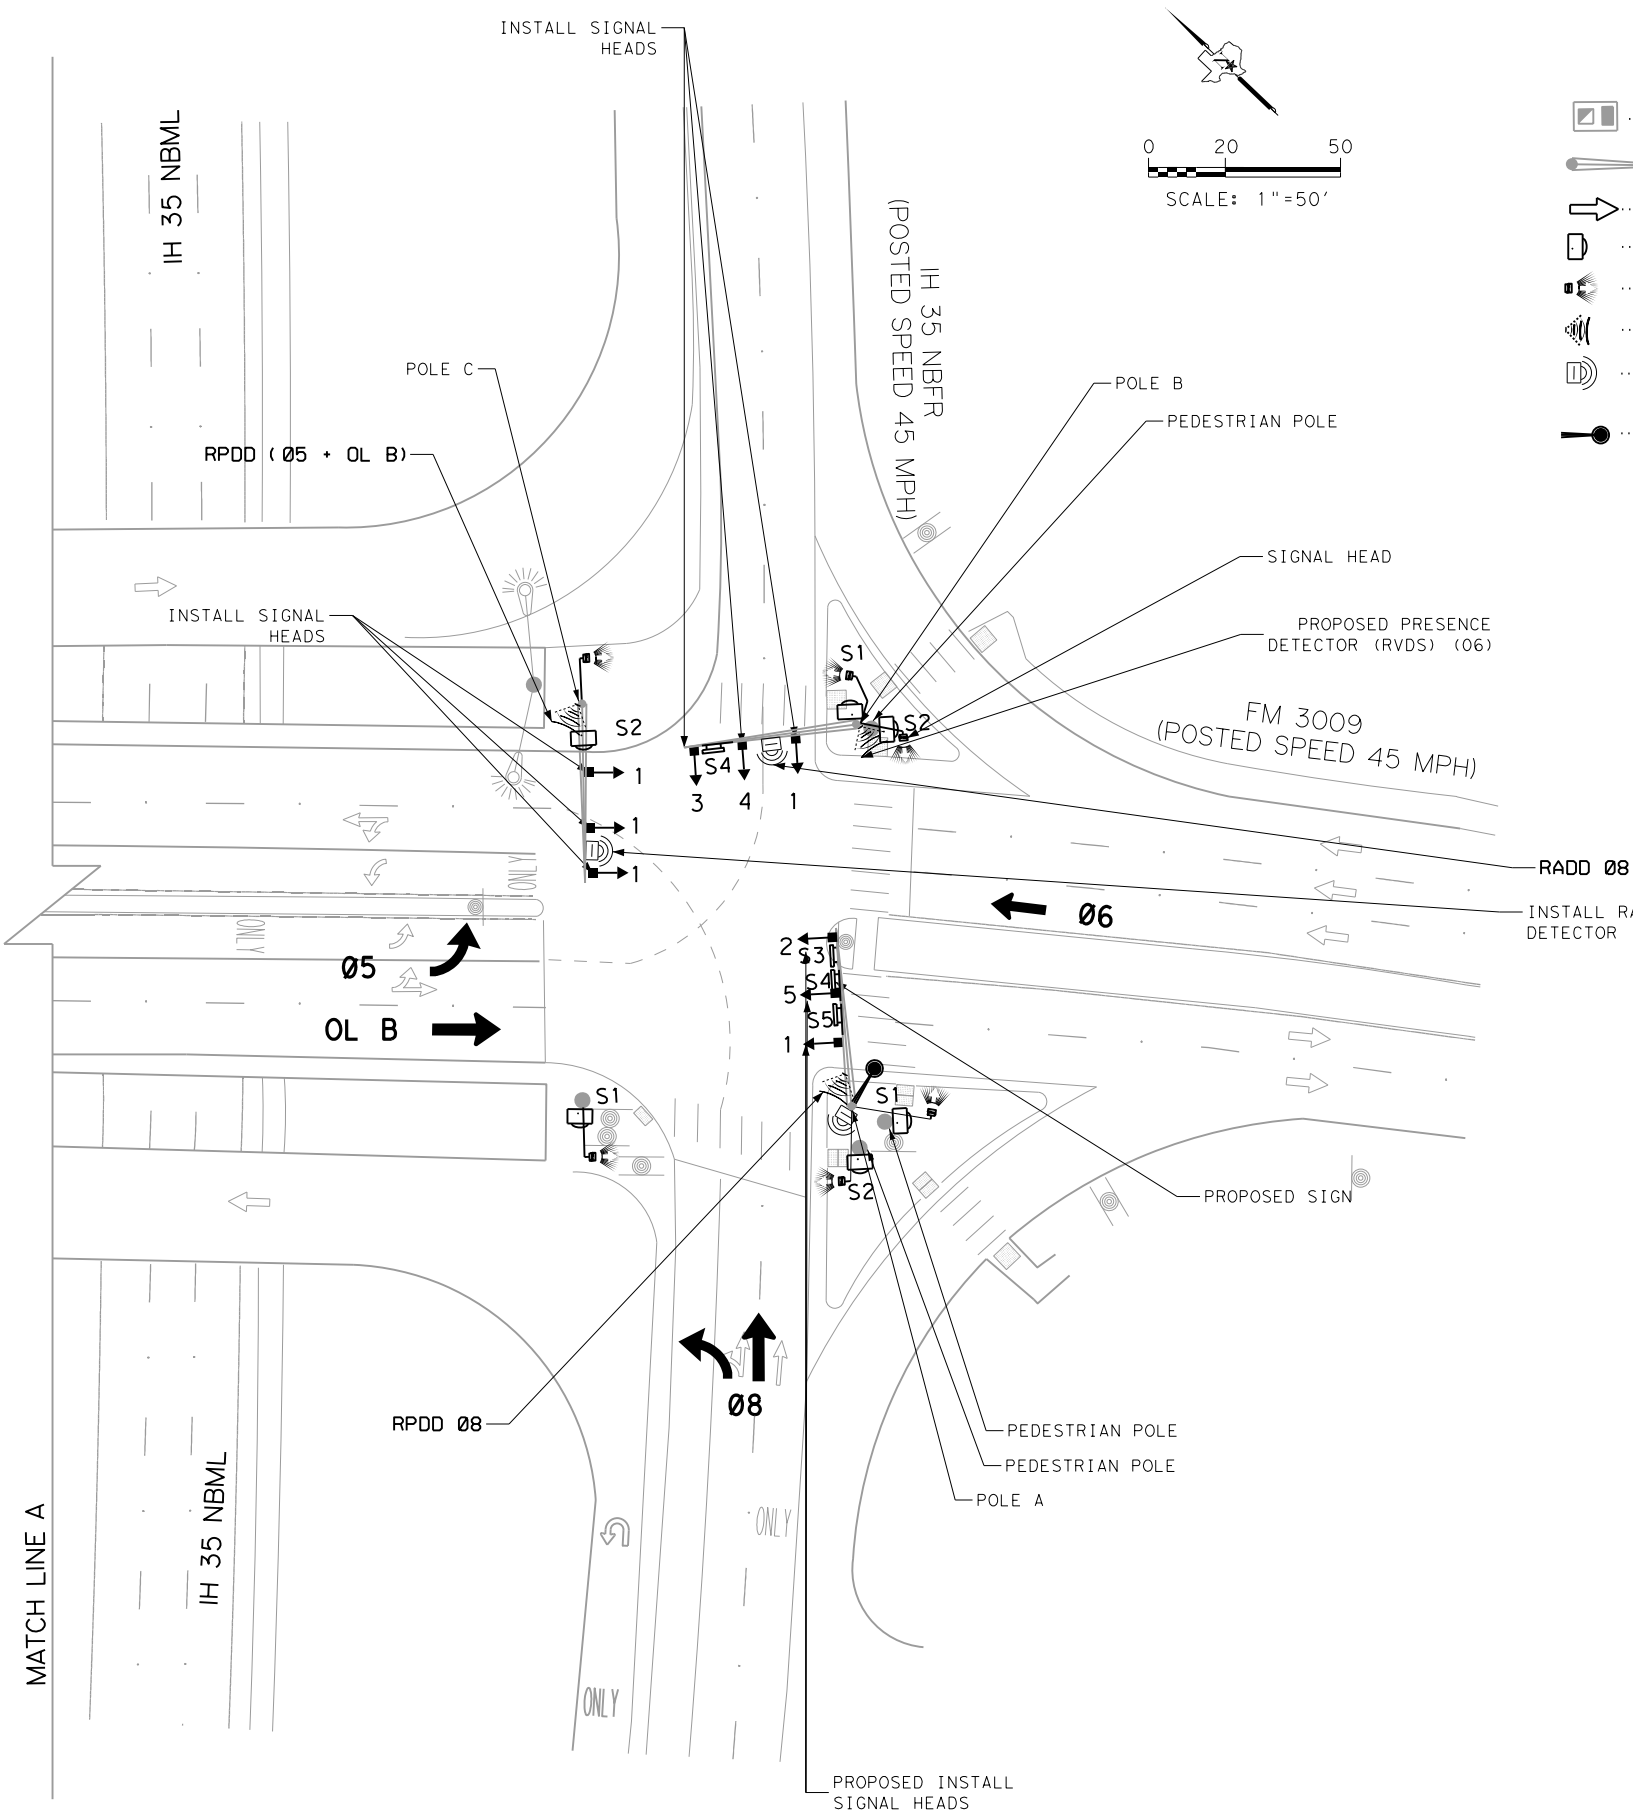 INSTALL SIGNAL
HEADS
0 20 50
SCALE: 1"=50'
IH 35 NBML
IH 35 NBFR
(POSTED SPEED 45 MPH)
POLE C
POLE B
PEDESTRIAN POLE
RPDD (Ø5 + OL B)
SIGNAL HEAD
INSTALL SIGNAL
HEADS
PROPOSED PRESENCE
DETECTOR (RVDS) (06)
S1
S2
S2
FM 3009
(POSTED SPEED 45 MPH)
S4
1
3 4 1
1
1
ONLY
RADD Ø8
INSTALL RA
DETECTOR
Ø6
ONLY
2
S3
Ø5
S4
5
S5
OL B
1
S1
S1
S2
PROPOSED SIGN
Ø8
RPDD Ø8
PEDESTRIAN POLE
PEDESTRIAN POLE
POLE A
ONLY
IH 35 NBML
MATCH LINE A
ONLY
PROPOSED INSTALL
SIGNAL HEADS